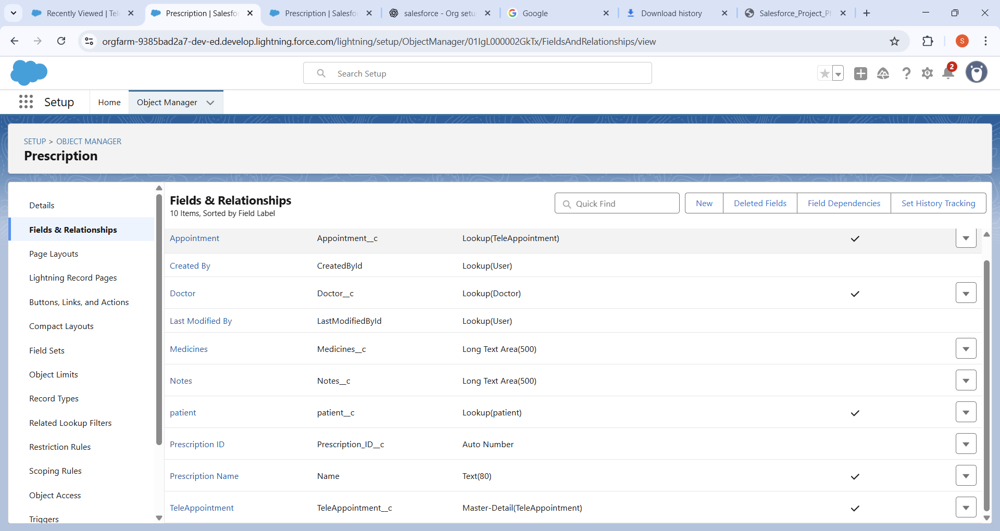 Recently Viewed | Tel
Prescription | Salesfor
Prescription | Salesfor
salesforce - Org setu
Google
Download history
Salesforce_Project_Ph
orgfarm-9385bad2a7-dev-ed.develop.lightning.force.com/lightning/setup/ObjectManager/01IgL000002GkTx/FieldsAndRelationships/view
S
Search Setup
2
Setup
Home
Object Manager
SETUP > OBJECT MANAGER
Prescription
Details
Fields & Relationships
Page Layouts
Lightning Record Pages
Buttons, Links, and Actions
Compact Layouts
Field Sets
Object Limits
Record Types
Related Lookup Filters
Restriction Rules
Scoping Rules
Object Access
Triggers
Fields & Relationships
10 Items, Sorted by Field Label
Quick Find
New
Deleted Fields
Field Dependencies
Set History Tracking
Appointment Appointment__c Lookup(TeleAppointment)
Created By CreatedById Lookup(User)
Doctor Doctor__c Lookup(Doctor)
Last Modified By LastModifiedById Lookup(User)
Medicines Medicines__c Long Text Area(500)
Notes Notes__c Long Text Area(500)
patient patient__c Lookup(patient)
Prescription ID Prescription_ID__c Auto Number
Prescription Name Name Text(80)
TeleAppointment TeleAppointment__c Master-Detail(TeleAppointment)